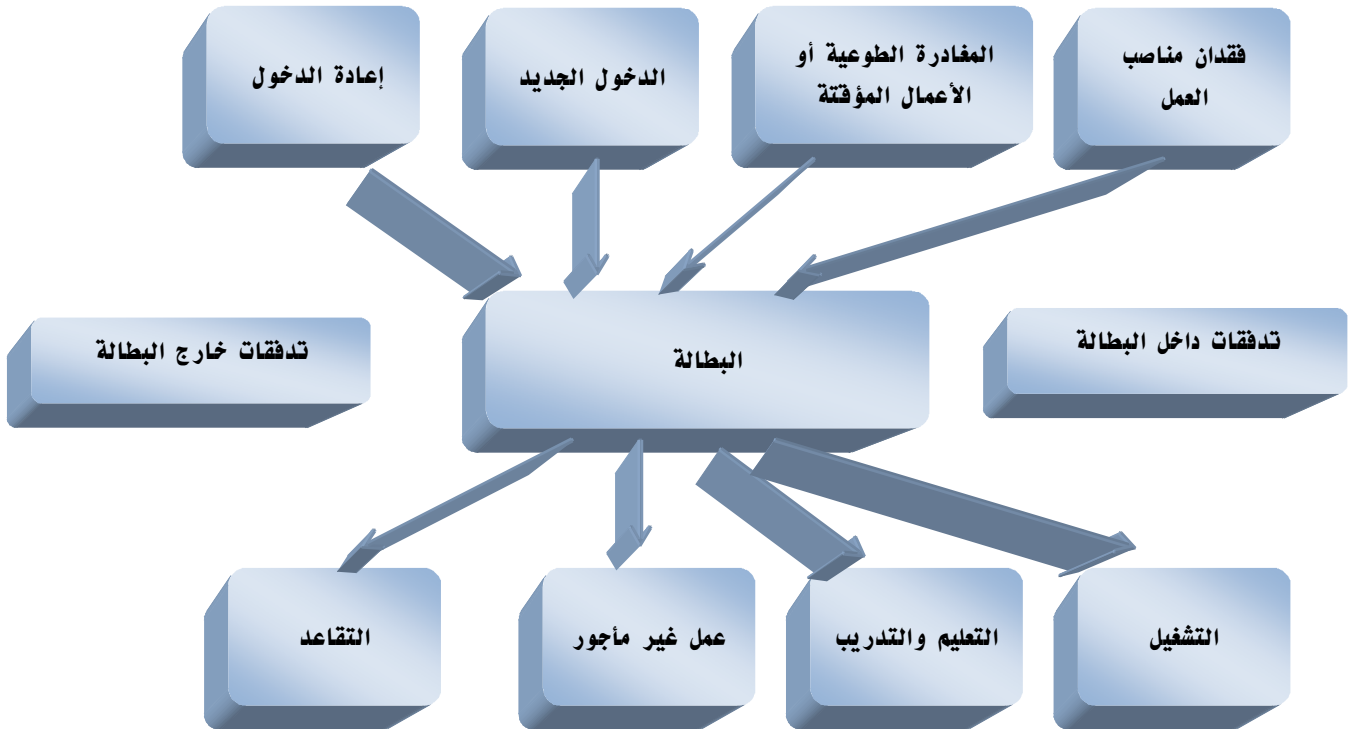 فقدان مناصب
العمل
المغادرة الطوعية أو
الأعمال المؤقتة
الدخول الجديد
إعادة الدخول
تدفقات داخل البطالة
البطالة
تدفقات خارج البطالة
التشغيل
التعليم والتدريب
عمل غير مأجور
التقاعد